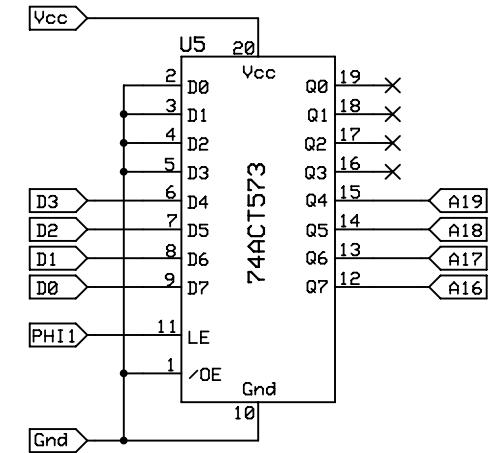 Vcc
U5
20
Vcc
2 D0 Q0 19
3 D1 Q1 18
4 D2 Q2 17
5 D3 Q3 16
D3 6 D4 Q4 15 A19
D2 7 D5 Q5 14 A18
D1 8 D6 Q6 13 A17
D0 9 D7 Q7 12 A16
74ACT573
PHI1 11 LE
1 /OE
Gnd
10
Gnd